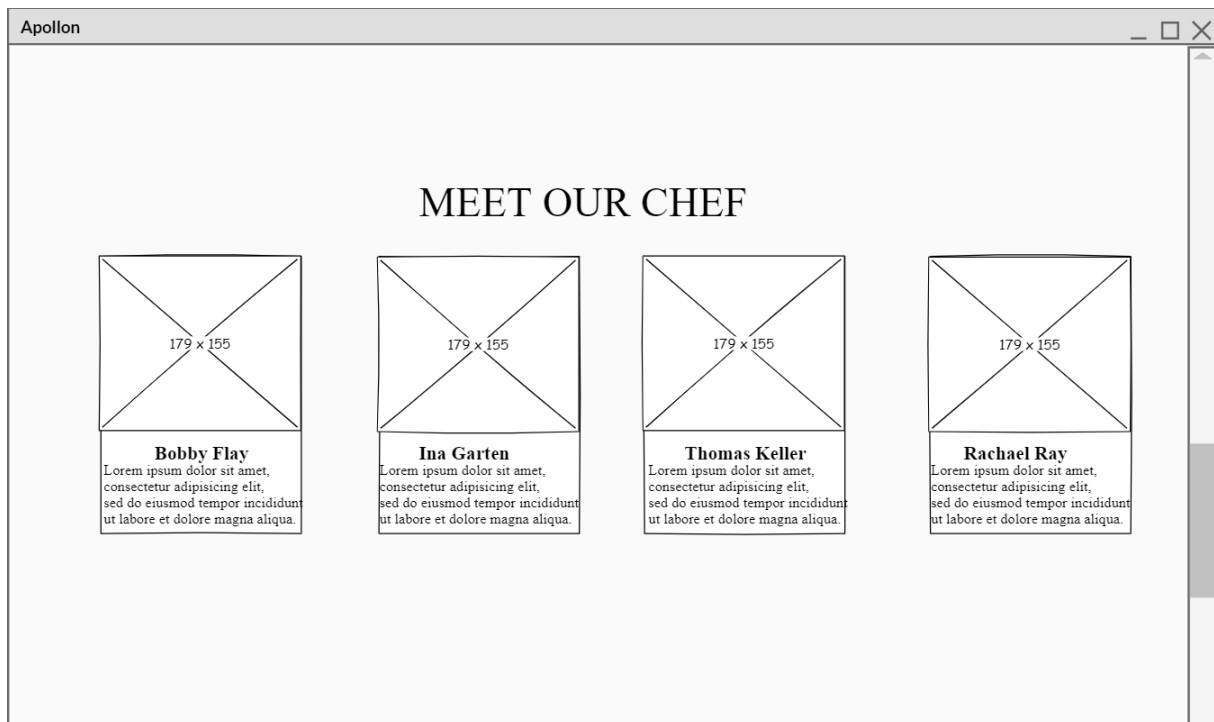 Apollon
MEET OUR CHEF
179 x 155
179 x 155
179 x 155
179 x 155
Bobby Flay
Lorem ipsum dolor sit amet,
consectetur adipisicing elit,
sed do eiusmod tempor incididunt
ut labore et dolore magna aliqua.
Ina Garten
Lorem ipsum dolor sit amet,
consectetur adipisicing elit,
sed do eiusmod tempor incididunt
ut labore et dolore magna aliqua.
Thomas Keller
Lorem ipsum dolor sit amet,
consectetur adipisicing elit,
sed do eiusmod tempor incididunt
ut labore et dolore magna aliqua.
Rachael Ray
Lorem ipsum dolor sit amet,
consectetur adipisicing elit,
sed do eiusmod tempor incididunt
ut labore et dolore magna aliqua.